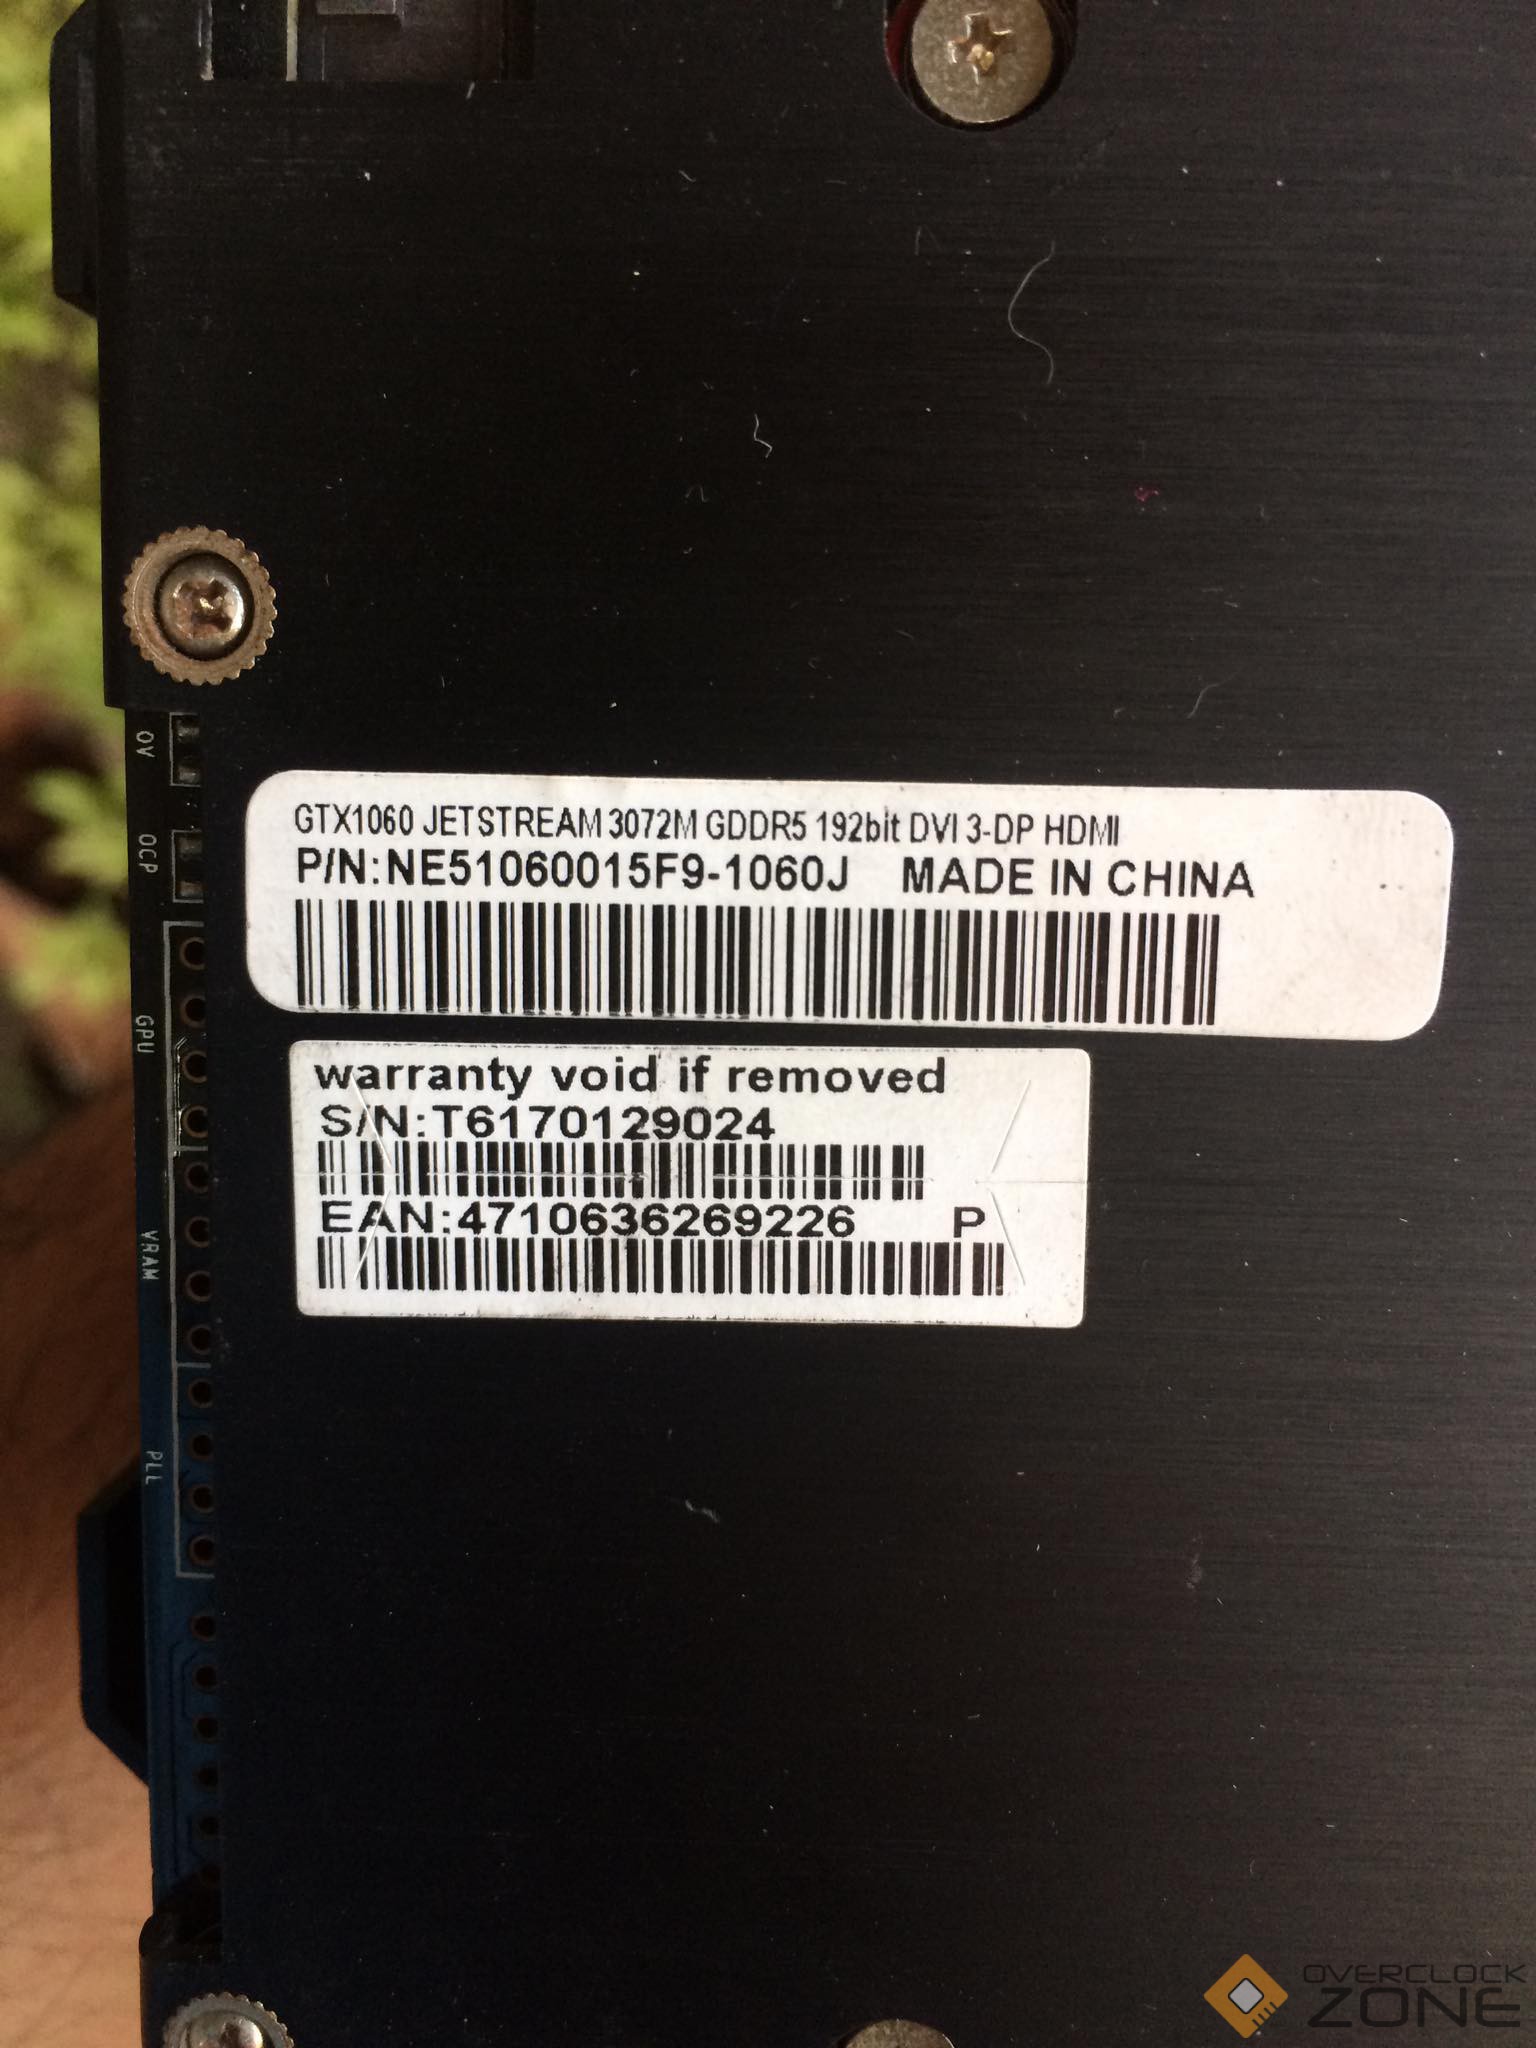 GTX1060 JETSTREAM 3072M GDDR5 192bit DVI 3-DP HDMI
P/N:NE51060015F9-1060J MADE IN CHINA
warranty void if removed
S/N:T6170129024
EAN:4710636269226 P
OV
OCP
GPU
VRAM
PLL
OVERCLOCK
ZONE